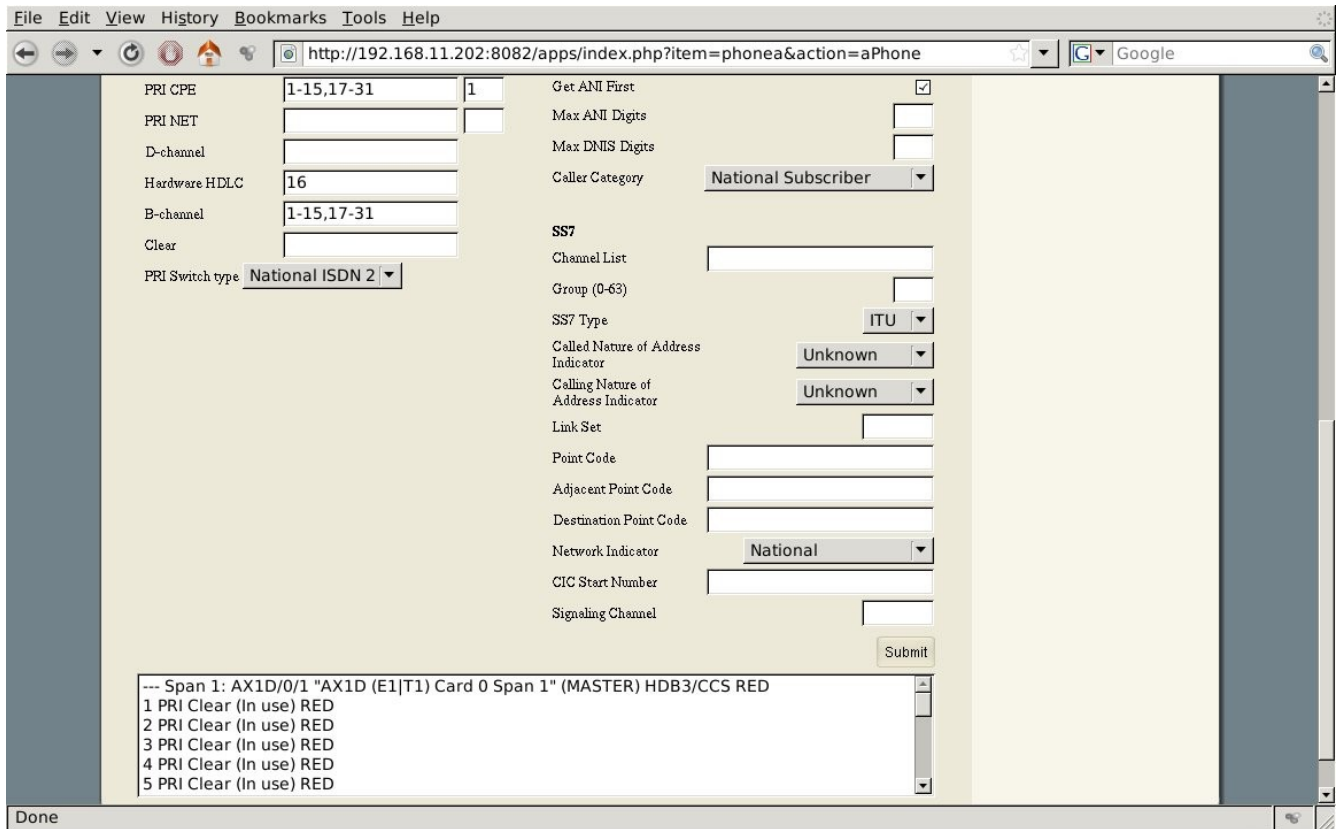 File Edit View History Bookmarks Tools Help
http://192.168.11.202:8082/apps/index.php?item=phonea&action=aPhone
G
Google
PRI CPE 1-15,17-31 1
PRI NET
D-channel
Hardware HDLC 16
B-channel 1-15,17-31
Clear
PRI Switch type National ISDN 2
Get ANI First
Max ANI Digits
Max DNIS Digits
Caller Category National Subscriber
SS7
Channel List
Group (0-63)
SS7 Type ITU
Called Nature of Address
Indicator
Unknown
Calling Nature of
Address Indicator
Unknown
Link Set
Point Code
Adjacent Point Code
Destination Point Code
Network Indicator National
CIC Start Number
Signaling Channel
Submit
--- Span 1: AX1D/0/1 "AX1D (E1|T1) Card 0 Span 1" (MASTER) HDB3/CCS RED
1 PRI Clear (In use) RED
2 PRI Clear (In use) RED
3 PRI Clear (In use) RED
4 PRI Clear (In use) RED
5 PRI Clear (In use) RED
Done